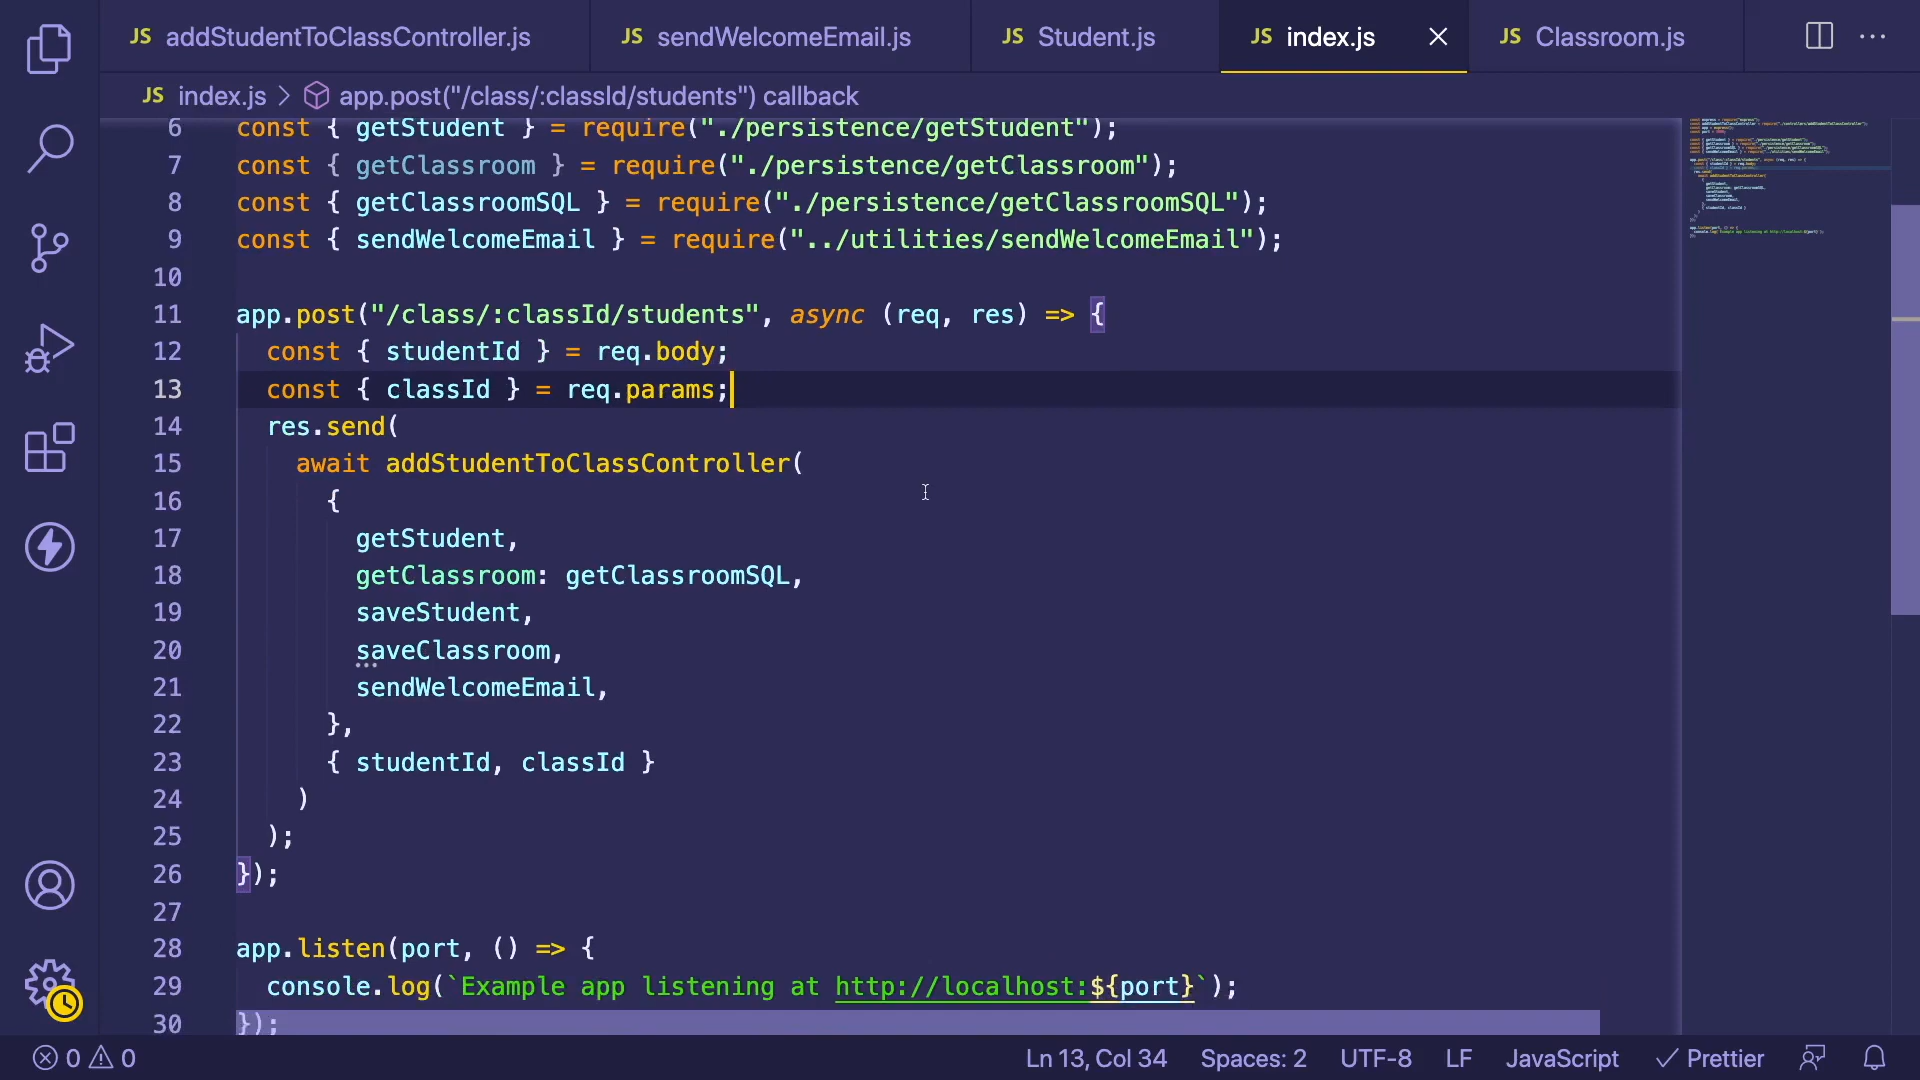 JS addStudentToClassController.js
JS sendWelcomeEmail.js
JS Student.js
JS index.js
JS Classroom.js
JS index.js > app.post("/class/:classId/students") callback
6 const { getStudent } = require("./persistence/getStudent");
7 const { getClassroom } = require("./persistence/getClassroom");
8 const { getClassroomSQL } = require("./persistence/getClassroomSQL");
9 const { sendWelcomeEmail } = require("../utilities/sendWelcomeEmail");
10
11 app.post("/class/:classId/students", async (req, res) => {
12 const { studentId } = req.body;
13 const { classId } = req.params;
14 res.send(
15 await addStudentToClassController(
16 {
17 getStudent,
18 getClassroom: getClassroomSQL,
19 saveStudent,
20 saveClassroom,
21 sendWelcomeEmail,
22 },
23 { studentId, classId }
24 )
25 );
26 });
27
28 app.listen(port, () => {
29 console.log(`Example app listening at http://localhost:${port}`);
30 });
0 0 Ln 13, Col 34 Spaces: 2 UTF-8 LF JavaScript Prettier